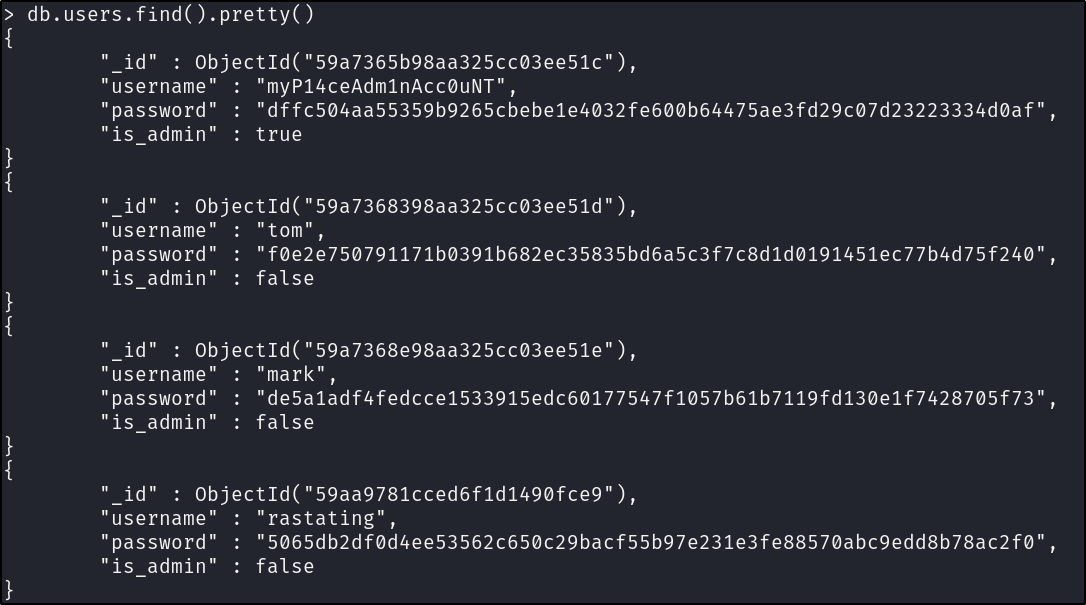 > db.users.find().pretty()
{
        "_id" : ObjectId("59a7365b98aa325cc03ee51c"),
        "username" : "myP14ceAdm1nAcc0uNT",
        "password" : "dffc504aa55359b9265cbebe1e4032fe600b64475ae3fd29c07d23223334d0af",
        "is_admin" : true
}
{
        "_id" : ObjectId("59a7368398aa325cc03ee51d"),
        "username" : "tom",
        "password" : "f0e2e750791171b0391b682ec35835bd6a5c3f7c8d1d0191451ec77b4d75f240",
        "is_admin" : false
}
{
        "_id" : ObjectId("59a7368e98aa325cc03ee51e"),
        "username" : "mark",
        "password" : "de5a1adf4fedcce1533915edc60177547f1057b61b7119fd130e1f7428705f73",
        "is_admin" : false
}
{
        "_id" : ObjectId("59aa9781cced6f1d1490fce9"),
        "username" : "rastating",
        "password" : "5065db2df0d4ee53562c650c29bacf55b97e231e3fe88570abc9edd8b78ac2f0",
        "is_admin" : false
}